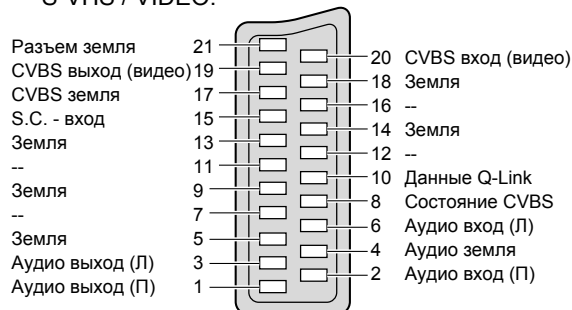 S-VHS / VIDEO.
Разъем земля 21
20 CVBS вход (видео)
CVBS выход (видео) 19
18 Земля
CVBS земля 17
16 --
S.C. - вход 15
14 Земля
Земля 13
12 --
-- 11
10 Данные Q-Link
Земля 9
8 Состояние CVBS
-- 7
6 Аудио вход (Л)
Земля 5
4 Аудио земля
Аудио выход (Л) 3
2 Аудио вход (П)
Аудио выход (П) 1